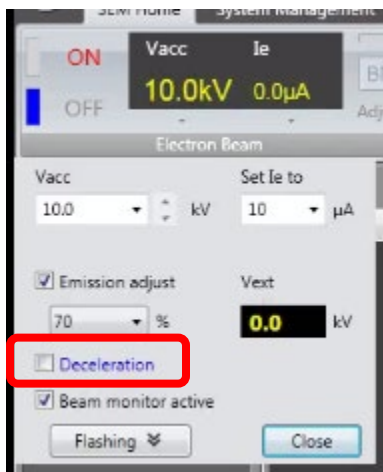 SEM Home System Management
ON Vacc Ie
10.0kV 0.0µA
OFF
Electron Beam
Vacc Set Ie to
10.0 kV 10 µA
Emission adjust Vext
70 % 0.0 kV
Deceleration
Beam monitor active
Flashing Close